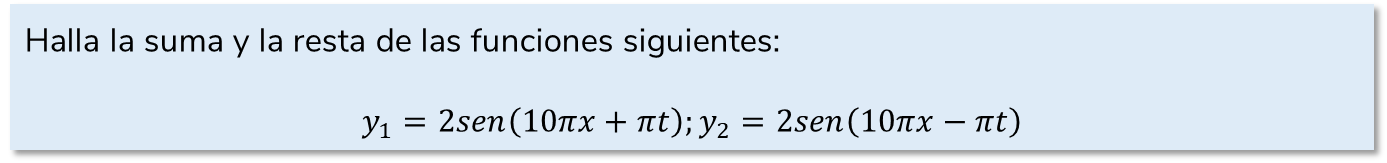 Halla la suma y la resta de las funciones siguientes:
𝑦₁ = 2𝑠𝑒𝑛(10𝜋𝑥 + 𝜋𝑡); 𝑦₂ = 2𝑠𝑒𝑛(10𝜋𝑥 − 𝜋𝑡)